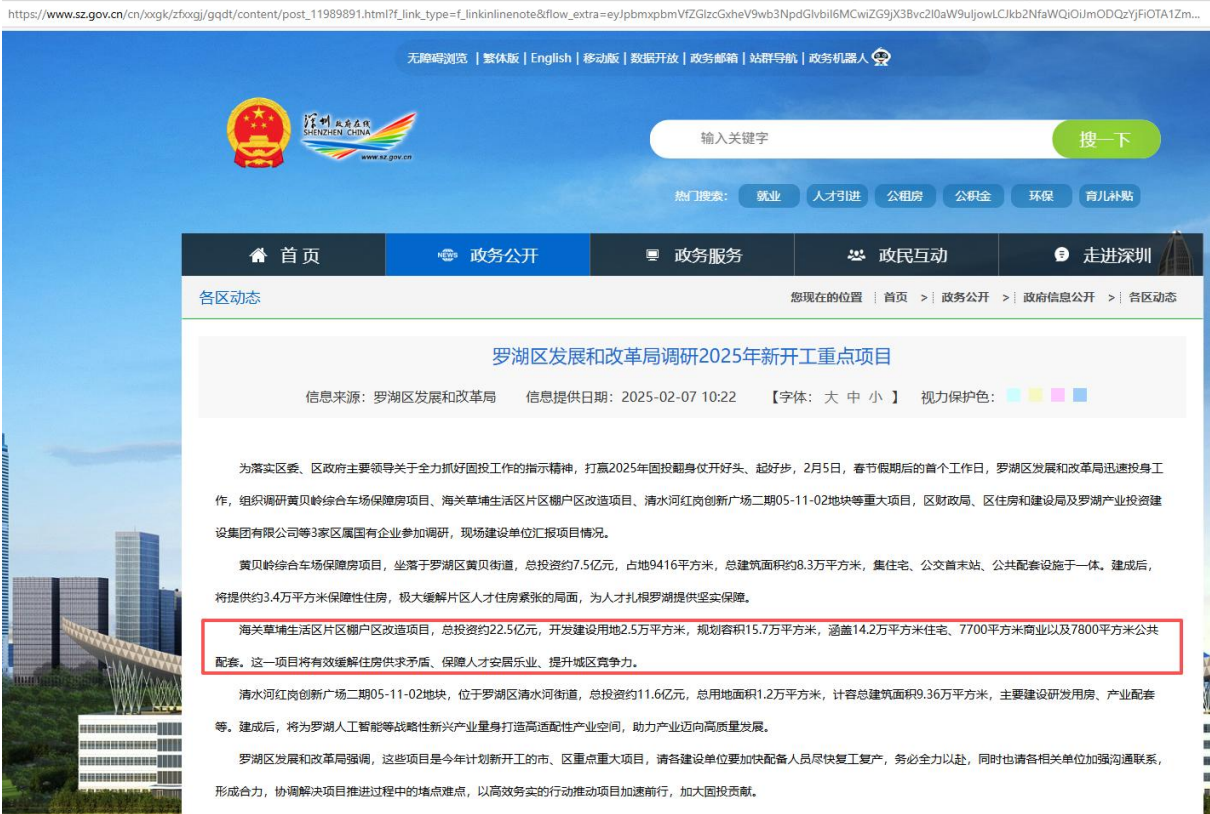 https://www.sz.gov.cn/cn/xxgk/zfxxgj/gqdt/content/post_11989891.html?f_link_type=f_linkinlinenote&flow_extra=
无障碍浏览 | 繁体版 | English | 移动版 | 数据开放 | 政务邮箱 | 站群导航 | 政务机器人
深圳政府在线
SHENZHEN CHINA
www.sz.gov.cn
输入关键字 搜一下
热门搜索: 就业 人才引进 公租房 公积金 环保 育儿补贴
首页 NEWS 政务公开 政务服务 政民互动 走进深圳
各区动态 您现在的位置 | 首页 > | 政务公开 > | 政府信息公开 > | 各区动态
罗湖区发展和改革局调研2025年新开工重点项目
信息来源：罗湖区发展和改革局 信息提供日期：2025-02-07 10:22 【字体： 大 中 小 】 视力保护色：
为落实区委、区政府主要领导关于全力抓好固投工作的指示精神，打赢2025年固投翻身仗开好头、起好步，2月5日，春节假期后的首个工作日，罗湖区发展和改革局迅速投身工
作，组织调研黄贝岭综合车场保障房项目、海关草埔生活区片区棚户区改造项目、清水河红岗创新广场二期05-11-02地块等重大项目，区财政局、区住房和建设局及罗湖产业投资建
设集团有限公司等3家区属国有企业参加调研，现场建设单位汇报项目情况。
黄贝岭综合车场保障房项目，坐落于罗湖区黄贝街道，总投资约7.5亿元，占地9416平方米，总建筑面积约8.3万平方米，集住宅、公交首末站、公共配套设施于一体。建成后，
将提供约3.4万平方米保障性住房，极大缓解片区人才住房紧张的局面，为人才扎根罗湖提供坚实保障。
海关草埔生活区片区棚户区改造项目，总投资约22.5亿元，开发建设用地2.5万平方米，规划容积15.7万平方米，涵盖14.2万平方米住宅、7700平方米商业以及7800平方米公共
配套。这一项目将有效缓解住房供求矛盾、保障人才安居乐业、提升城区竞争力。
清水河红岗创新广场二期05-11-02地块，位于罗湖区清水河街道，总投资约11.6亿元，总用地面积1.2万平方米，计容总建筑面积9.36万平方米，主要建设研发用房、产业配套
等。建成后，将为罗湖人工智能等战略性新兴产业量身打造高适配性产业空间，助力产业迈向高质量发展。
罗湖区发展和改革局强调，这些项目是今年计划新开工的市、区重点重大项目，请各建设单位要加快配备人员尽快复工复产，务必全力以赴，同时也请各相关单位加强沟通联系，
形成合力，协调解决项目推进过程中的堵点难点，以高效务实的行动推动项目加速前行，加大固投贡献。